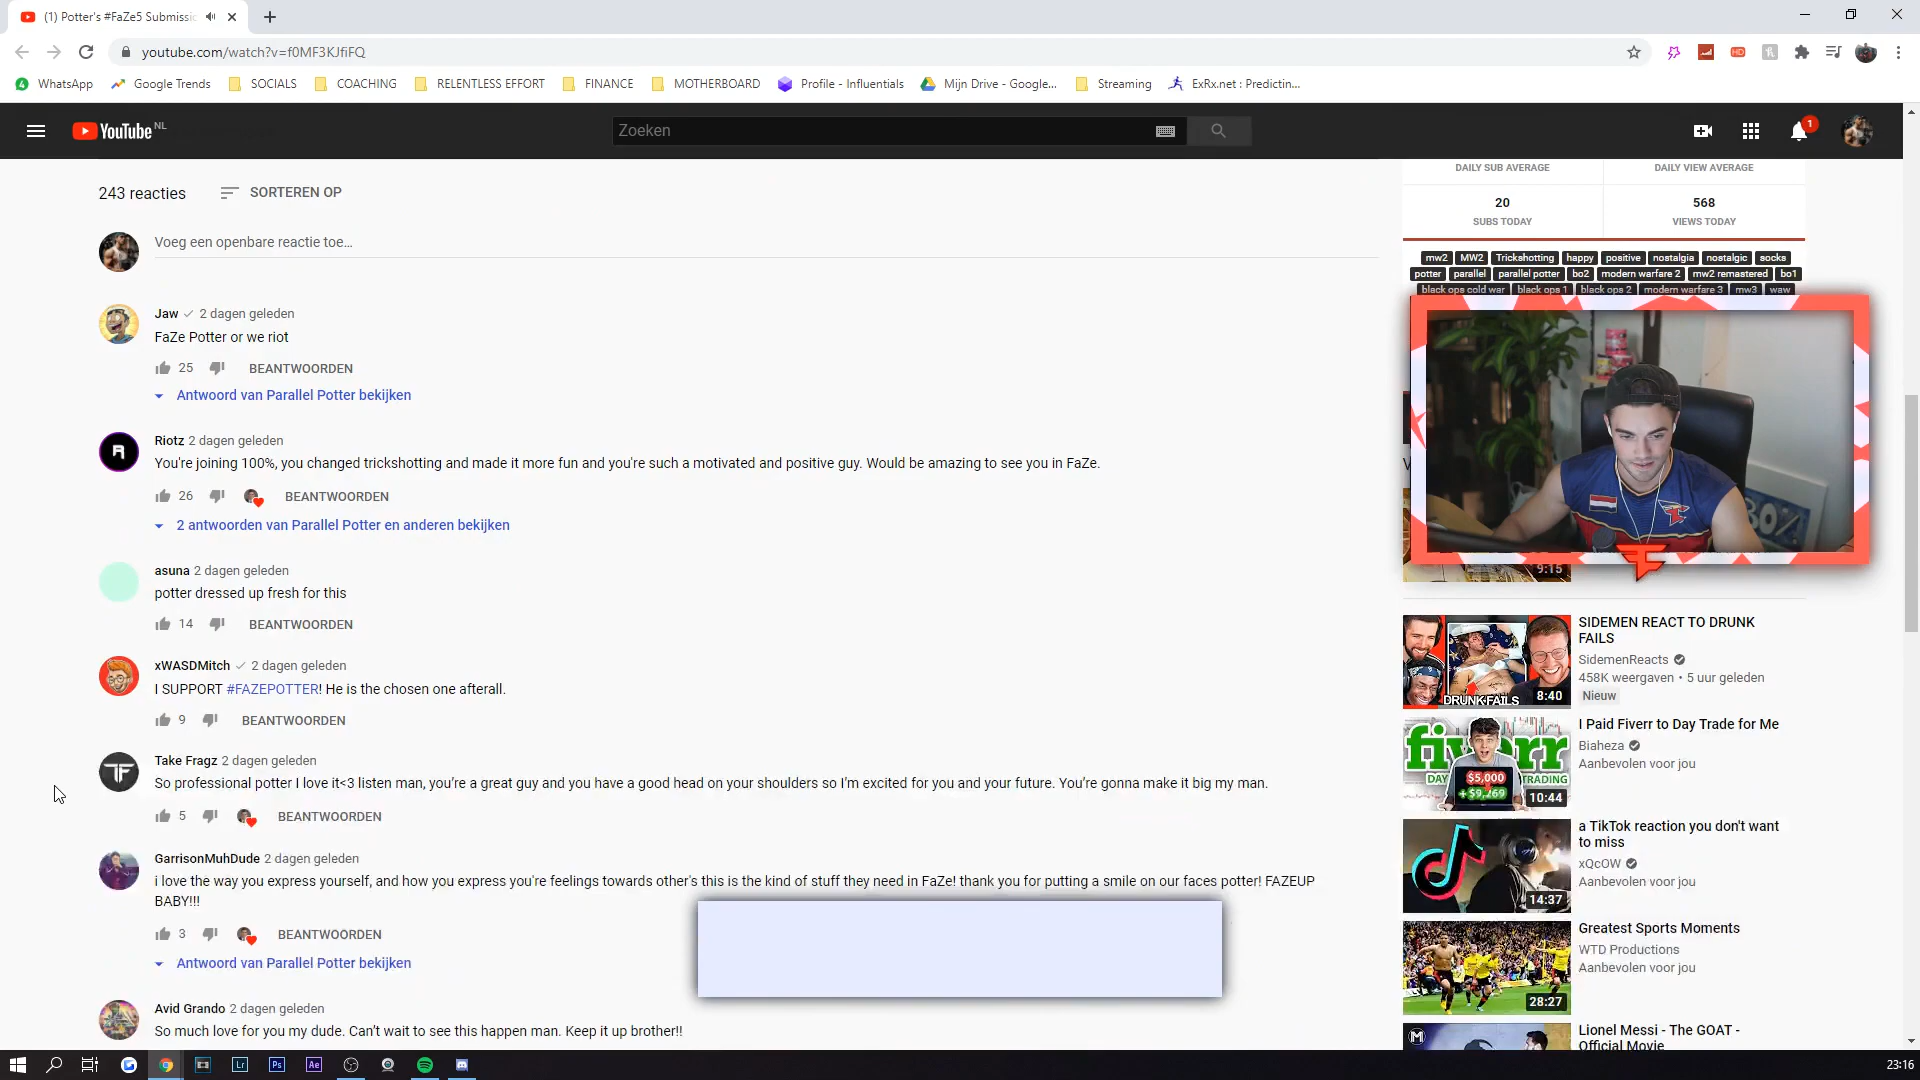 (1) Potter's #FaZe5 Submissic
youtube.com/watch?v=f0MF3KJfiFQ
WhatsApp
Google Trends
SOCIALS
COACHING
RELENTLESS EFFORT
FINANCE
MOTHERBOARD
Profile - Influentials
Mijn Drive - Google...
Streaming
ExRx.net : Predictin...
YouTube NL
Zoeken
1
243 reacties
SORTEREN OP
Voeg een openbare reactie toe...
Jaw 2 dagen geleden
FaZe Potter or we riot
25 BEANTWOORDEN
Antwoord van Parallel Potter bekijken
Riotz 2 dagen geleden
You're joining 100%, you changed trickshotting and made it more fun and you're such a motivated and positive guy. Would be amazing to see you in FaZe.
26 BEANTWOORDEN
2 antwoorden van Parallel Potter en anderen bekijken
asuna 2 dagen geleden
potter dressed up fresh for this
14 BEANTWOORDEN
xWASDMitch 2 dagen geleden
I SUPPORT #FAZEPOTTER! He is the chosen one afterall.
9 BEANTWOORDEN
Take Fragz 2 dagen geleden
So professional potter I love it<3 listen man, you're a great guy and you have a good head on your shoulders so I'm excited for you and your future. You're gonna make it big my man.
5 BEANTWOORDEN
GarrisonMuhDude 2 dagen geleden
i love the way you express yourself, and how you express you're feelings towards other's this is the kind of stuff they need in FaZe! thank you for putting a smile on our faces potter! FAZEUP
BABY!!!
3 BEANTWOORDEN
Antwoord van Parallel Potter bekijken
Avid Grando 2 dagen geleden
So much love for you my dude. Can't wait to see this happen man. Keep it up brother!!
DAILY SUB AVERAGE DAILY VIEW AVERAGE
20 568
SUBS TODAY VIEWS TODAY
mw2 MW2 Trickshotting happy positive nostalgia nostalgic socks
potter parallel parallel potter bo2 modern warfare 2 mw2 remastered bo1
black ops cold war black ops 1 black ops 2 modern warfare 3 mw3 waw
9:15
SIDEMEN REACT TO DRUNK
FAILS
SidemenReacts
458K weergaven • 5 uur geleden
Nieuw
DRUNK FAILS
8:40
I Paid Fiverr to Day Trade for Me
Biaheza
Aanbevolen voor jou
fiverr
DAY TRADING
$5,000
+$9,269
10:44
a TikTok reaction you don't want
to miss
xQcOW
Aanbevolen voor jou
14:37
Greatest Sports Moments
WTD Productions
Aanbevolen voor jou
28:27
Lionel Messi - The GOAT -
Official Movie
M
Lr
Ps
Ae
23:16